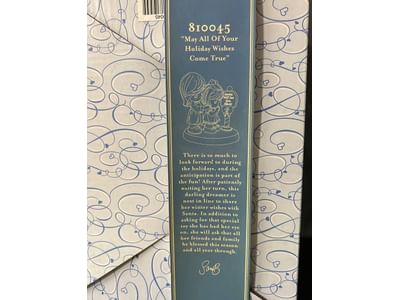 810045
"May All Of Your
Holiday Wishes
Come True"
There is so much to
look forward to during
the holidays, and the
anticipation is part of
the fun! After patiently
waiting her turn, this
darling dreamer is
next in line to share
her winter wishes with
Santa. In addition to
asking for that special
toy she has had her eye
on, she will ask that all
her friends and family
be blessed this season
and all year through.